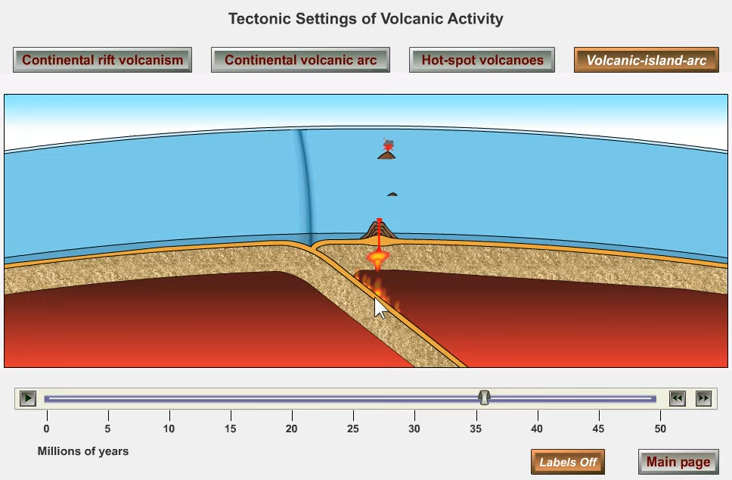 Tectonic Settings of Volcanic Activity
Continental rift volcanism
Continental volcanic arc
Hot-spot volcanoes
Volcanic-island-arc
0 5 10 15 20 25 30 35 40 45 50
Millions of years
Labels Off
Main page